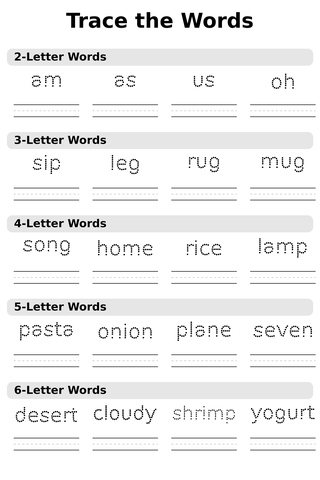 Trace the Words
2-Letter Words
am as us oh
3-Letter Words
sip leg rug mug
4-Letter Words
song home rice lamp
5-Letter Words
pasta onion plane seven
6-Letter Words
desert cloudy shrimp yogurt